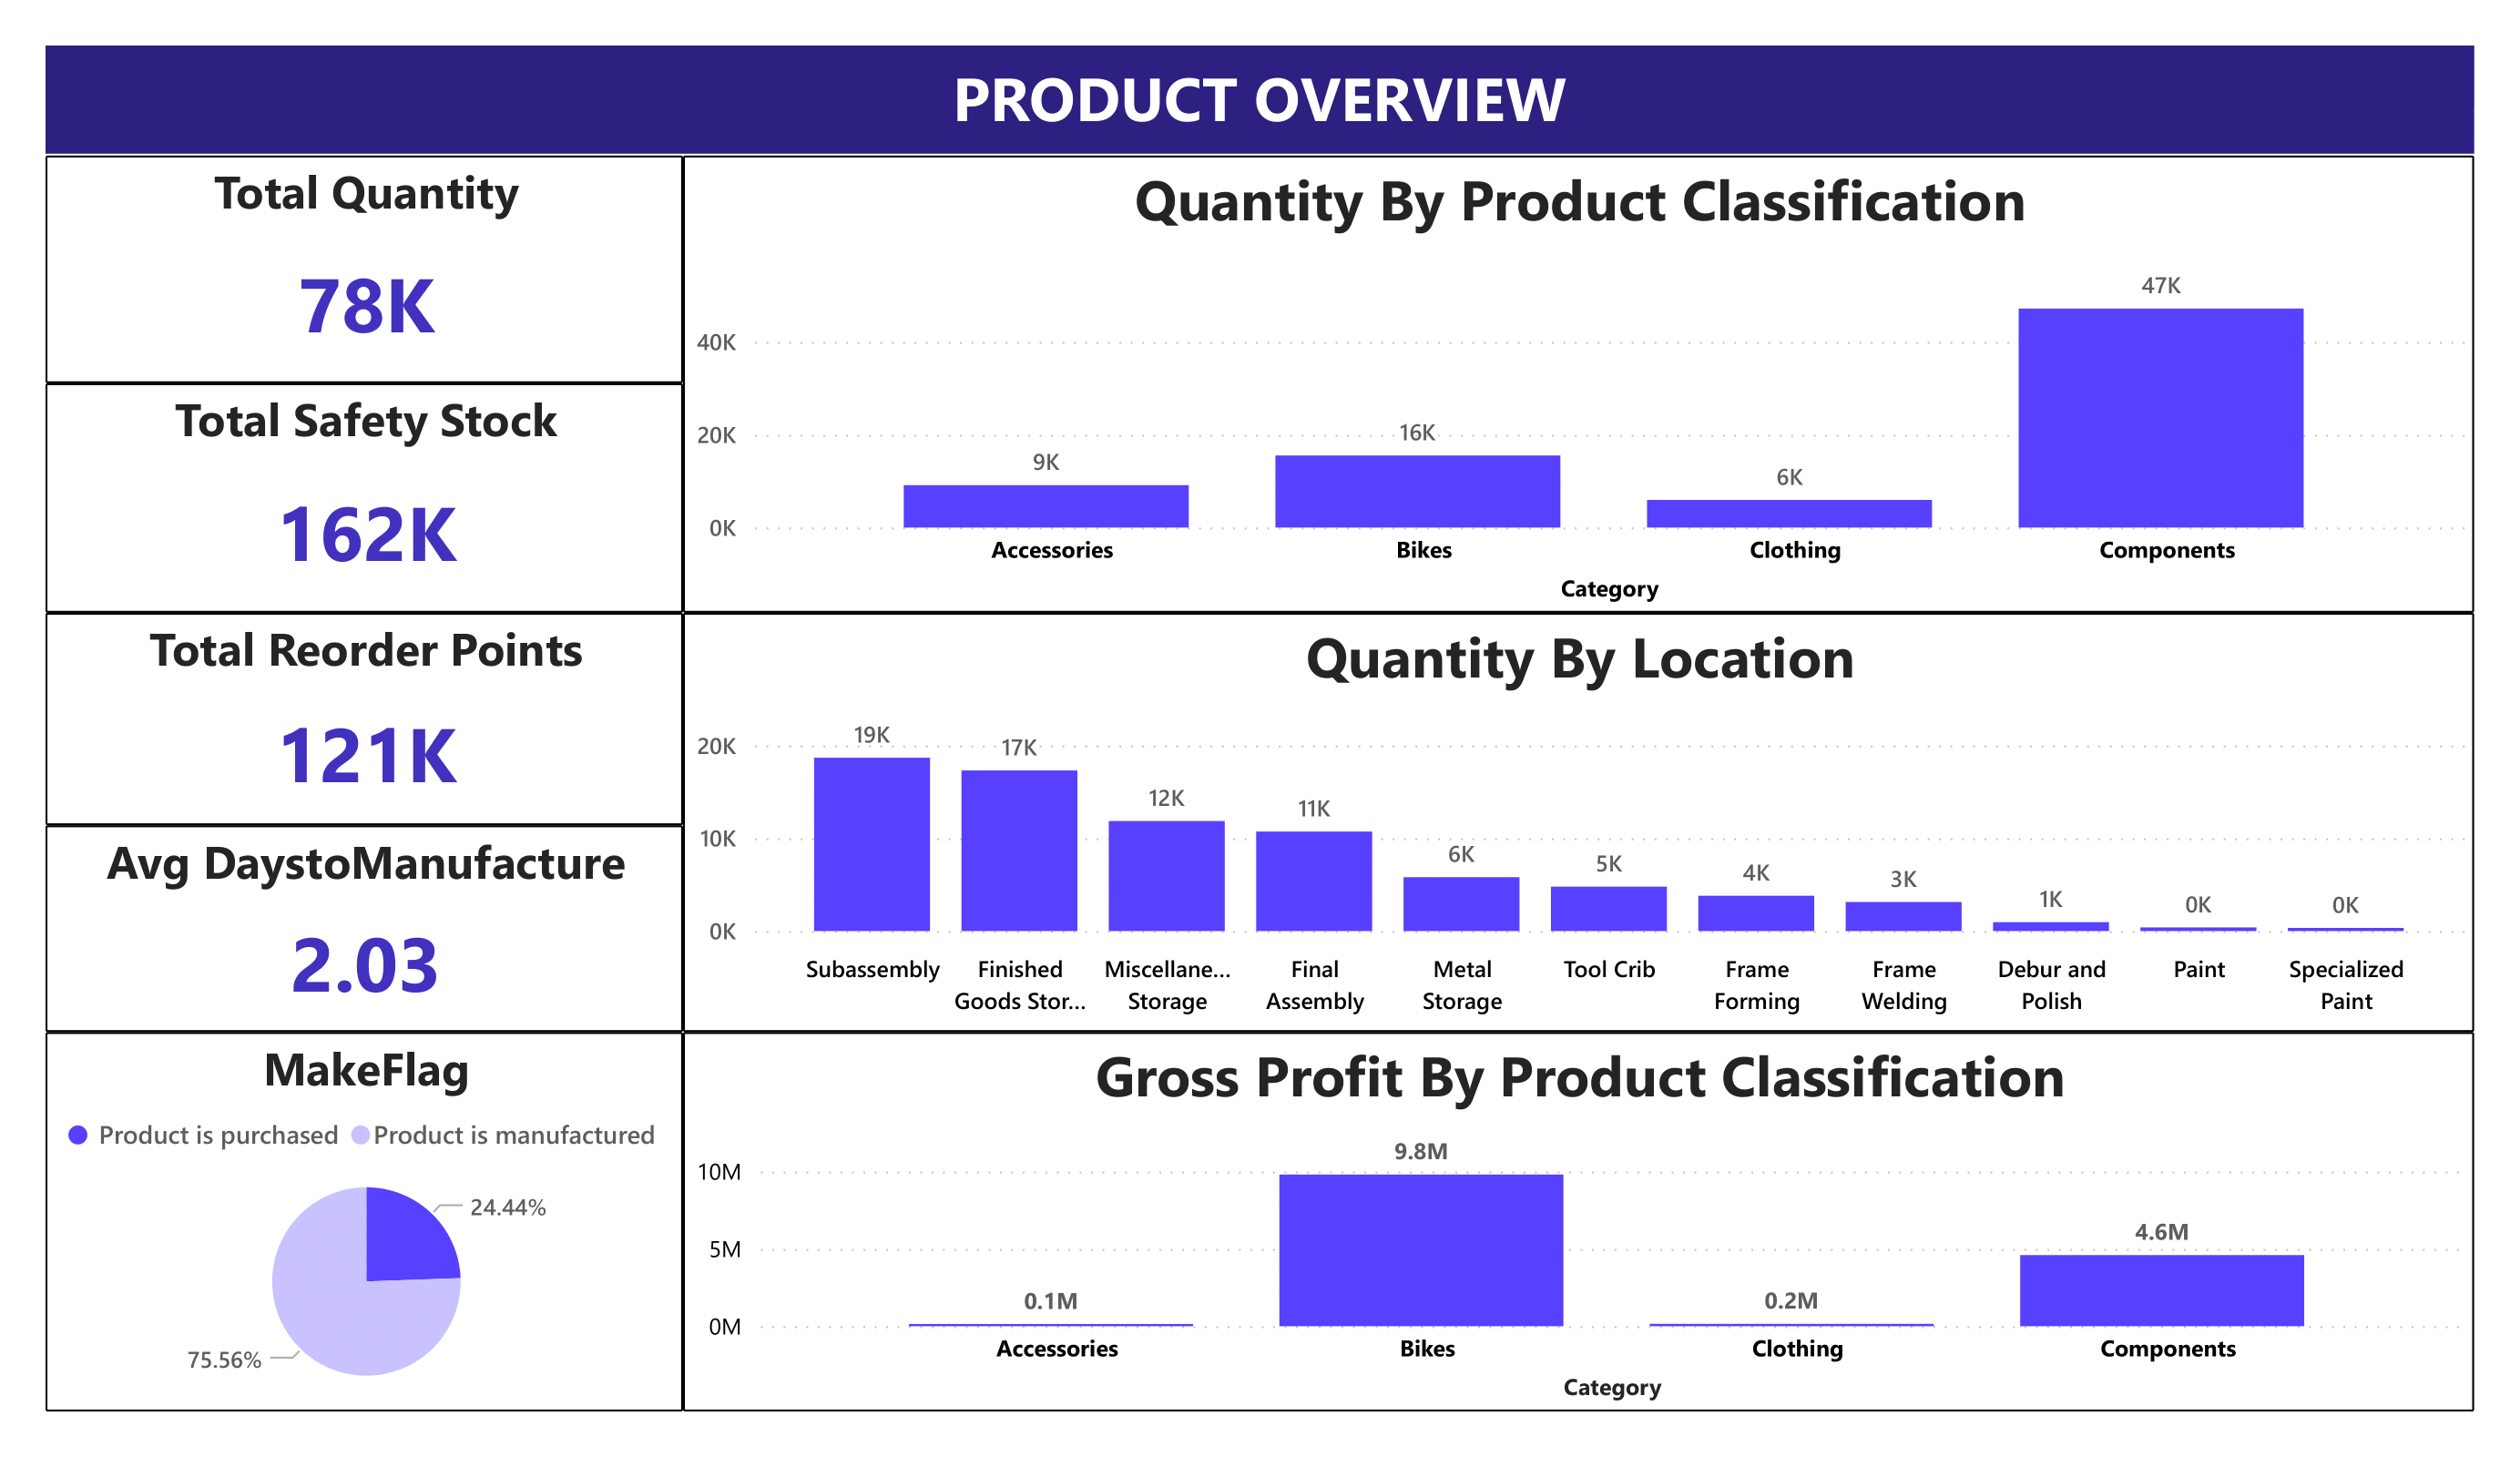 PRODUCT OVERVIEW
Total Quantity
78K
Total Safety Stock
162K
Total Reorder Points
121K
Avg DaystoManufacture
2.03
MakeFlag
Product is purchased Product is manufactured
24.44%
75.56%
Quantity By Product Classification
47K
40K
20K
16K
9K
6K
0K
Accessories Bikes Clothing Components
Category
Quantity By Location
19K
20K
17K
12K
11K
10K
6K
5K
4K
3K
1K
0K
0K
0K
Subassembly Finished Miscellane... Final Metal Tool Crib Frame Frame Debur and Paint Specialized
Goods Stor... Storage Assembly Storage Forming Welding Polish Paint
Gross Profit By Product Classification
9.8M
10M
4.6M
5M
0.1M
0.2M
0M
Accessories Bikes Clothing Components
Category